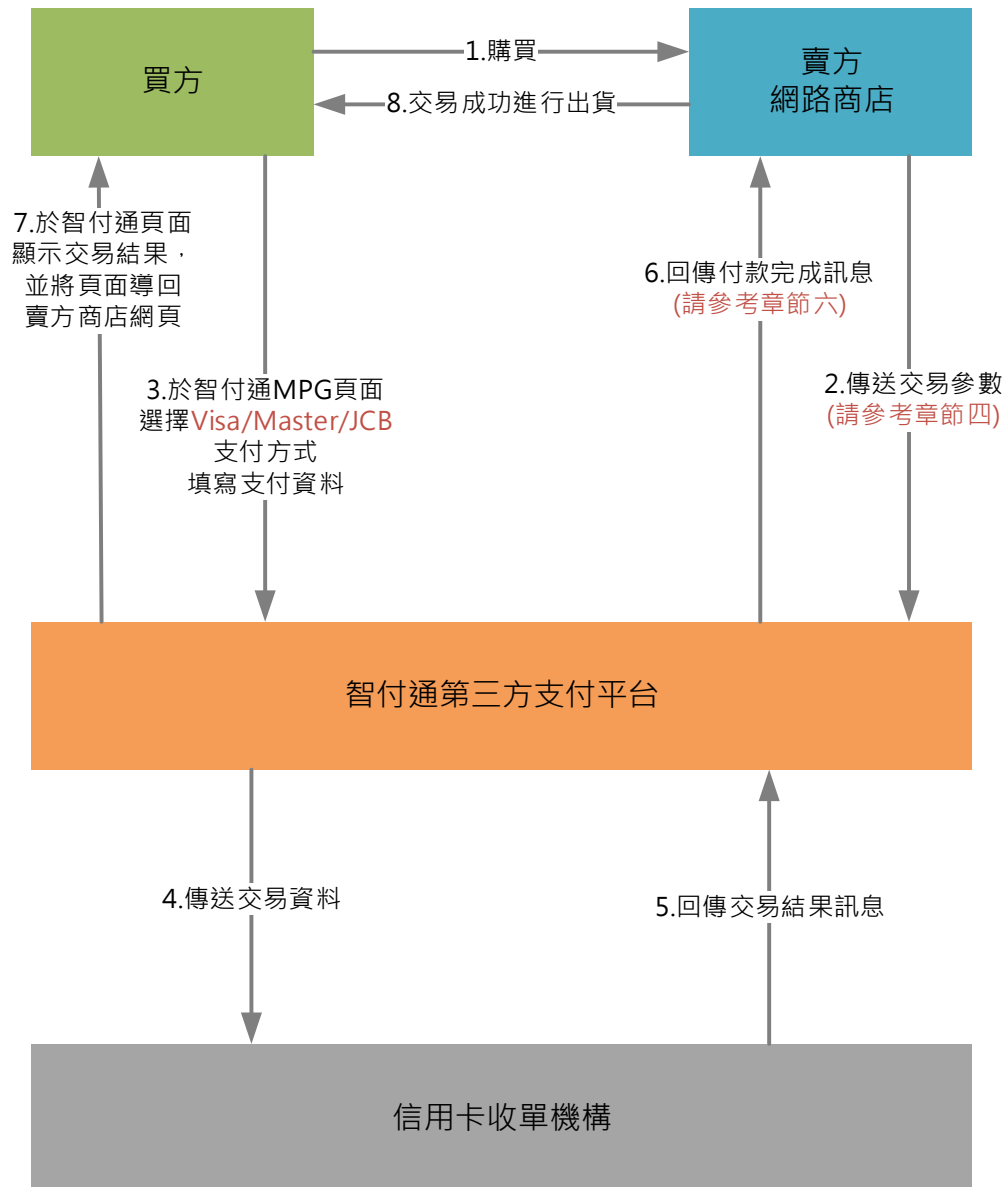 買方
1.購買
賣方
網路商店
8.交易成功進行出貨
7.於智付通頁面
顯示交易結果，
並將頁面導回
賣方商店網頁
3.於智付通MPG頁面
選擇Visa/Master/JCB
支付方式
填寫支付資料
6.回傳付款完成訊息
(請參考章節六)
2.傳送交易參數
(請參考章節四)
智付通第三方支付平台
4.傳送交易資料
5.回傳交易結果訊息
信用卡收單機構